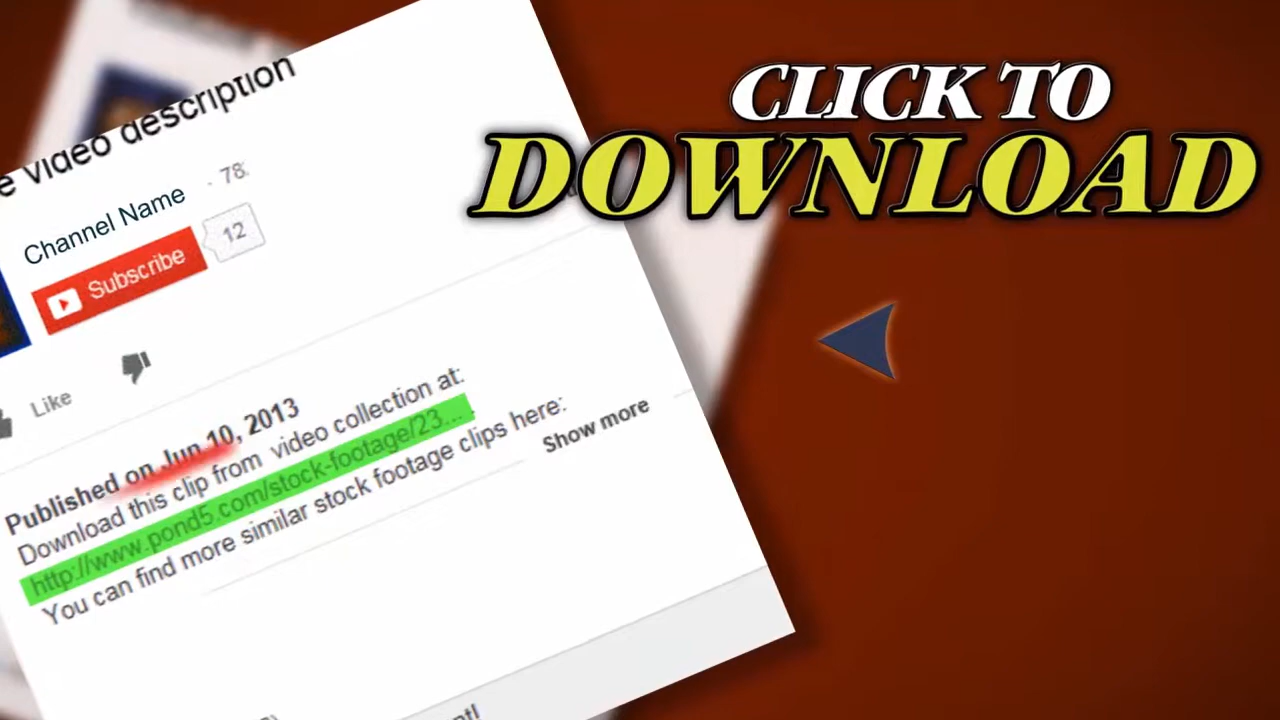 CLICK TO
DOWNLOAD
video description
Channel Name
78
Subscribe
12
Like
Published on Jun 10, 2013
Download this clip from video collection at:
http://www.pond5.com/stock-footage/23...
You can find more similar stock footage clips here:
Show more